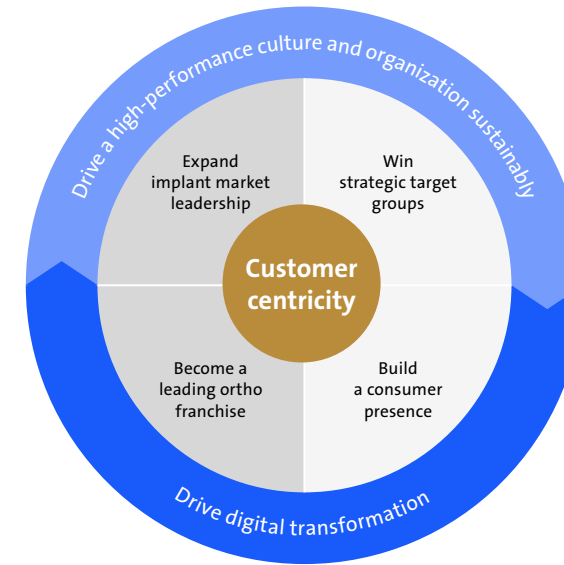 Drive a high-performance culture and organization sustainably
Expand
implant market
leadership
Win
strategic target
groups
Customer
centricity
Become a
leading ortho
franchise
Build
a consumer
presence
Drive digital transformation